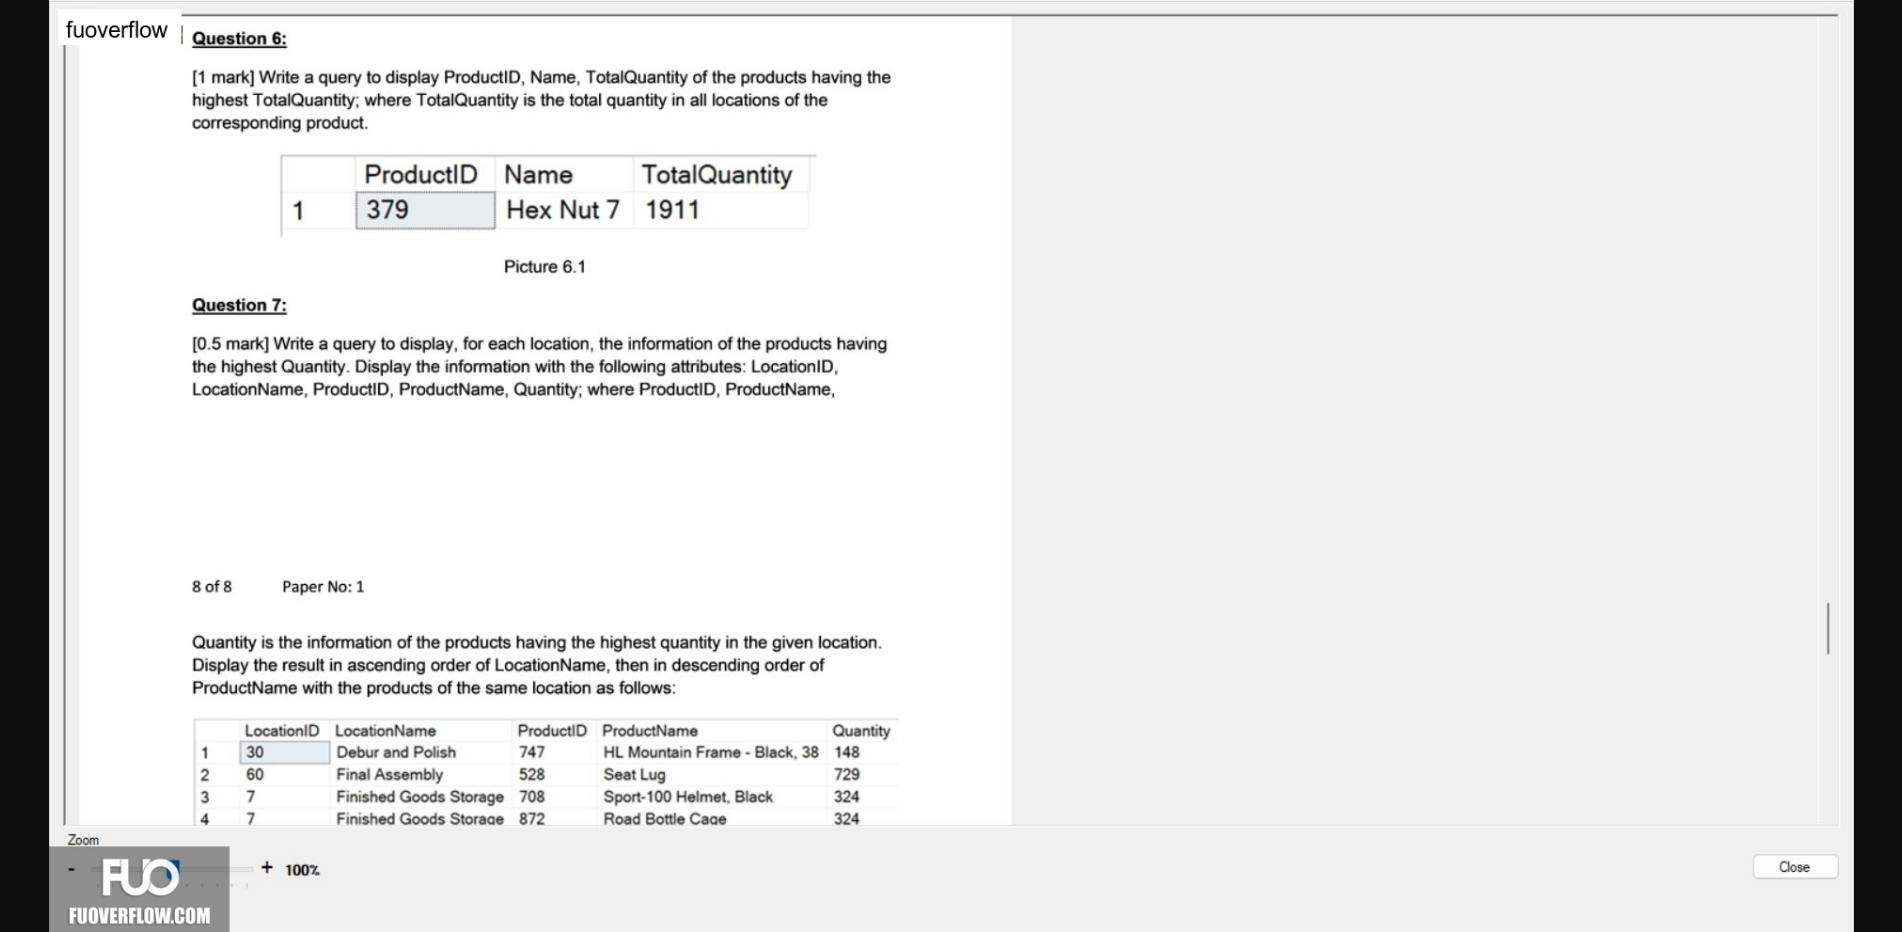 fuoverflow
Question 6:
[1 mark] Write a query to display ProductID, Name, TotalQuantity of the products having the
highest TotalQuantity; where TotalQuantity is the total quantity in all locations of the
corresponding product.
ProductID Name TotalQuantity
1 379 Hex Nut 7 1911
Picture 6.1
Question 7:
[0.5 mark] Write a query to display, for each location, the information of the products having
the highest Quantity. Display the information with the following attributes: LocationID,
LocationName, ProductID, ProductName, Quantity; where ProductID, ProductName,
8 of 8 Paper No: 1
Quantity is the information of the products having the highest quantity in the given location.
Display the result in ascending order of LocationName, then in descending order of
ProductName with the products of the same location as follows:
LocationID LocationName ProductID ProductName Quantity
1 30 Debur and Polish 747 HL Mountain Frame - Black, 38 148
2 60 Final Assembly 528 Seat Lug 729
3 7 Finished Goods Storage 708 Sport-100 Helmet, Black 324
4 7 Finished Goods Storage 872 Road Bottle Cage 324
Zoom
- + 100%
Close
FUO
FUOVERFLOW.COM